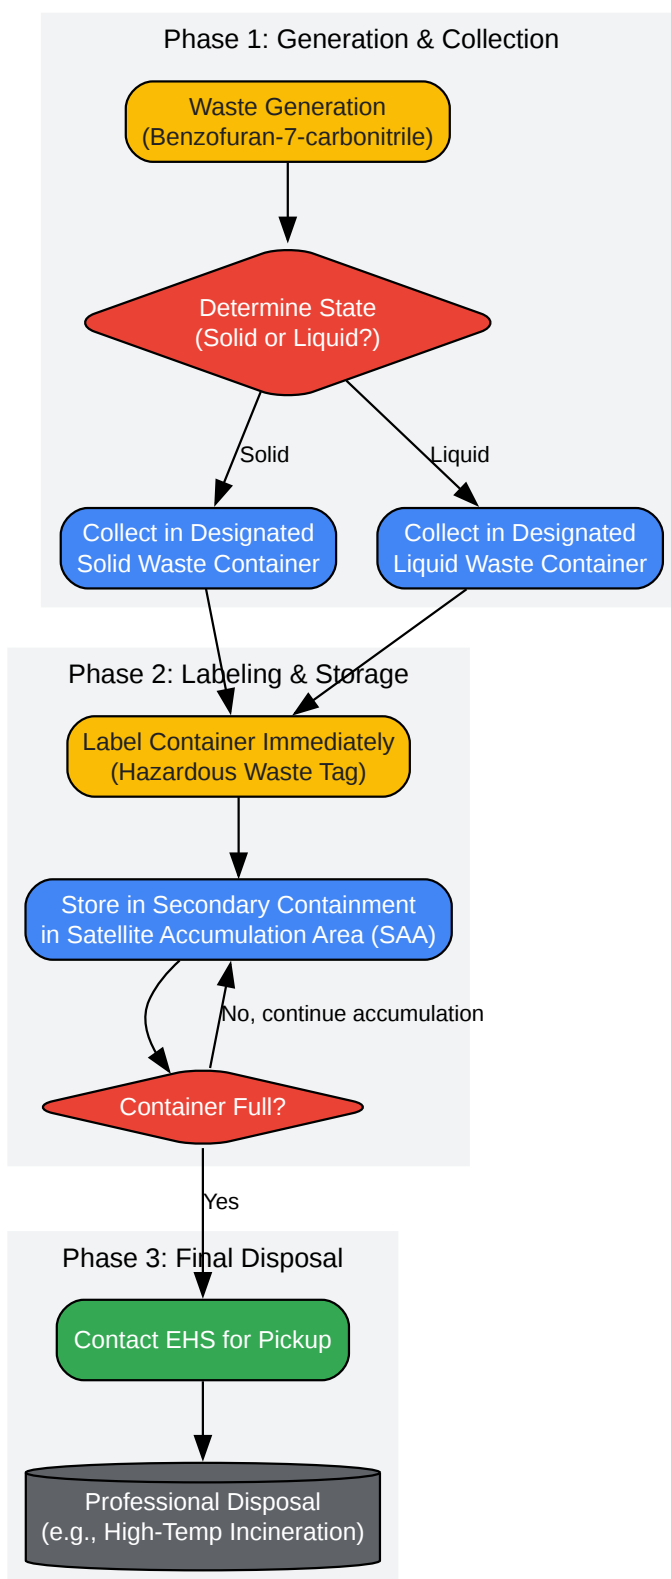 Phase 1: Generation & Collection
Waste Generation
(Benzofuran-7-carbonitrile)
Determine State
(Solid or Liquid?)
Solid
Liquid
Collect in Designated
Solid Waste Container
Collect in Designated
Liquid Waste Container
Phase 2: Labeling & Storage
Label Container Immediately
(Hazardous Waste Tag)
Store in Secondary Containment
in Satellite Accumulation Area (SAA)
No, continue accumulation
Container Full?
Yes
Phase 3: Final Disposal
Contact EHS for Pickup
Professional Disposal
(e.g., High-Temp Incineration)